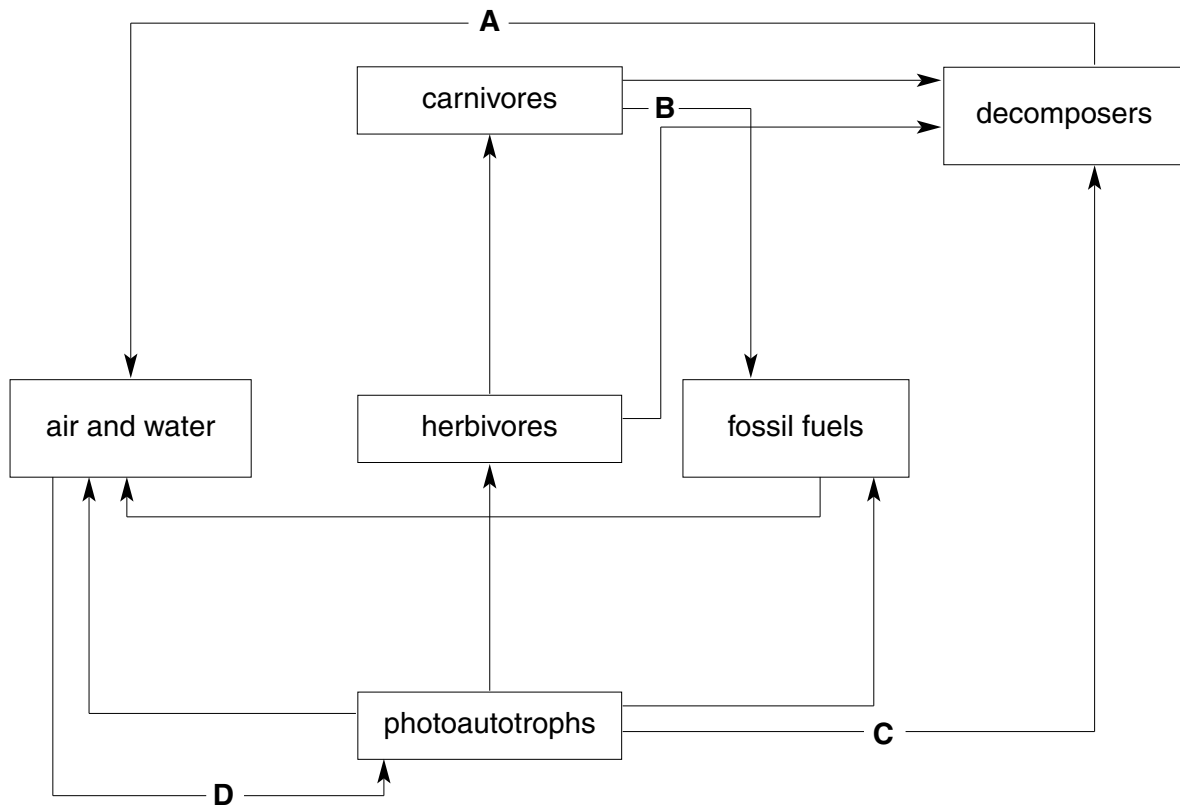 A
carnivores
B
decomposers
air and water
herbivores
fossil fuels
photoautotrophs
C
D